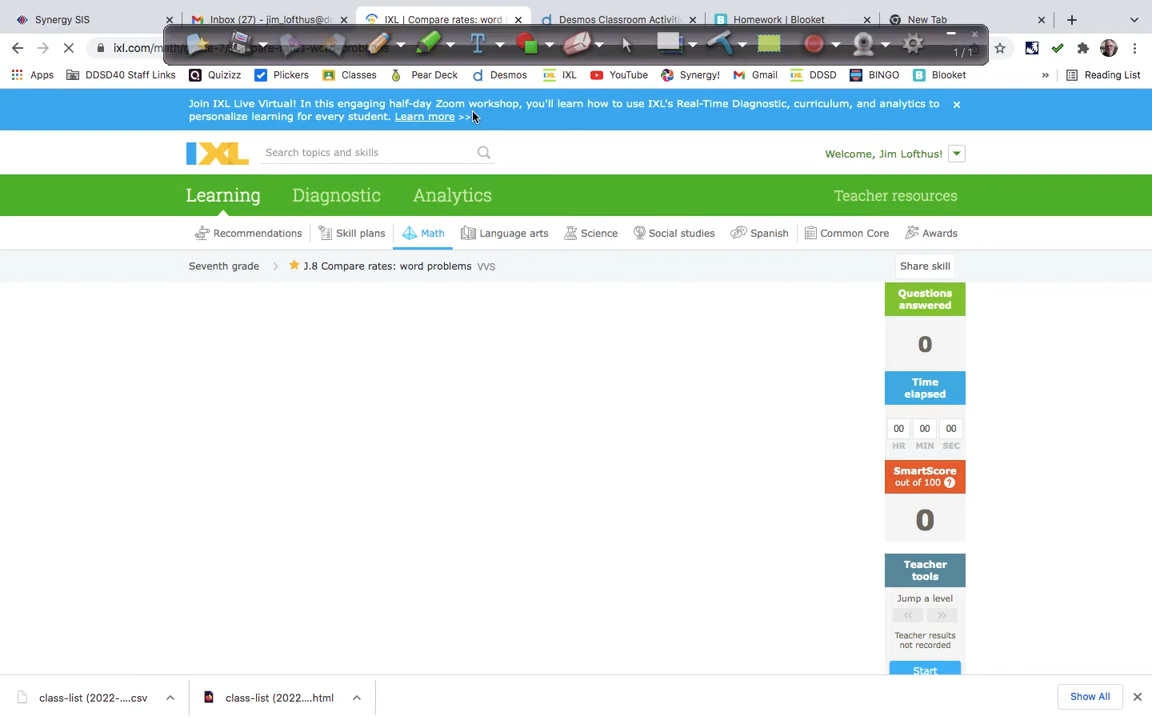 Synergy SIS
Inbox (27) - jim_lofthus@d
IXL | Compare rates: word
Desmos Classroom Activiti
Homework | Blooket
New Tab
1 / 1
Apps
DDSD40 Staff Links
Quizizz
Plickers
Classes
Pear Deck
Desmos
IXL
YouTube
Synergy!
Gmail
DDSD
BINGO
Blooket
»
Reading List
Join IXL Live Virtual! In this engaging half-day Zoom workshop, you'll learn how to use IXL's Real-Time Diagnostic, curriculum, and analytics to
personalize learning for every student. Learn more >>
IXL
Search topics and skills
Welcome, Jim Lofthus!
Learning
Diagnostic
Analytics
Teacher resources
Recommendations
Skill plans
Math
Language arts
Science
Social studies
Spanish
Common Core
Awards
Seventh grade
J.8 Compare rates: word problems VVS
Share skill
Questions
answered
0
Time
elapsed
00 00 00
HR MIN SEC
SmartScore
out of 100 ?
0
Teacher
tools
Jump a level
<< >>
Teacher results
not recorded
Start
class-list (2022-....csv
class-list (2022....html
Show All